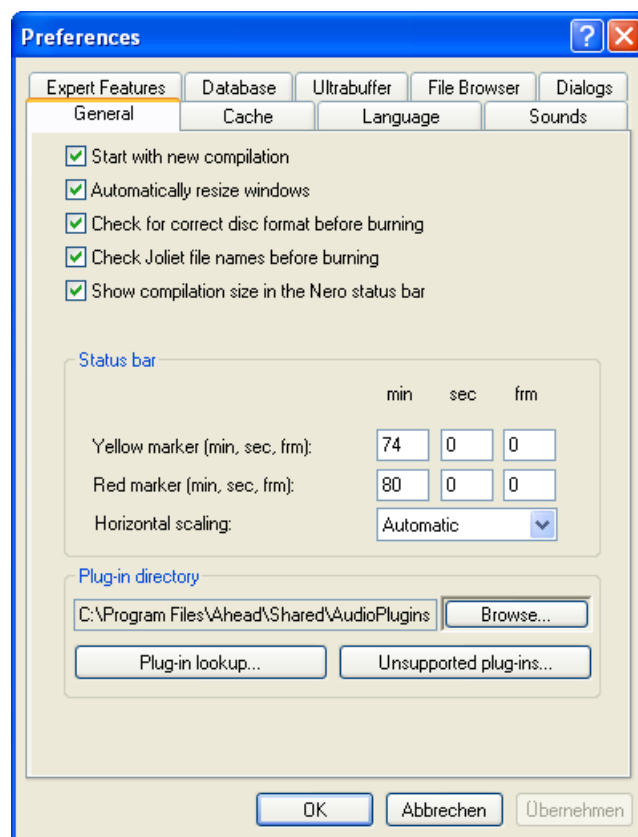 Preferences
Expert Features Database Ultrabuffer File Browser Dialogs
General Cache Language Sounds
Start with new compilation
Automatically resize windows
Check for correct disc format before burning
Check Joliet file names before burning
Show compilation size in the Nero status bar
Status bar
min sec frm
Yellow marker (min, sec, frm): 74 0 0
Red marker (min, sec, frm): 80 0 0
Horizontal scaling: Automatic
Plug-in directory
C:\Program Files\Ahead\Shared\AudioPlugins Browse...
Plug-in lookup... Unsupported plug-ins...
OK Abbrechen Übernehmen